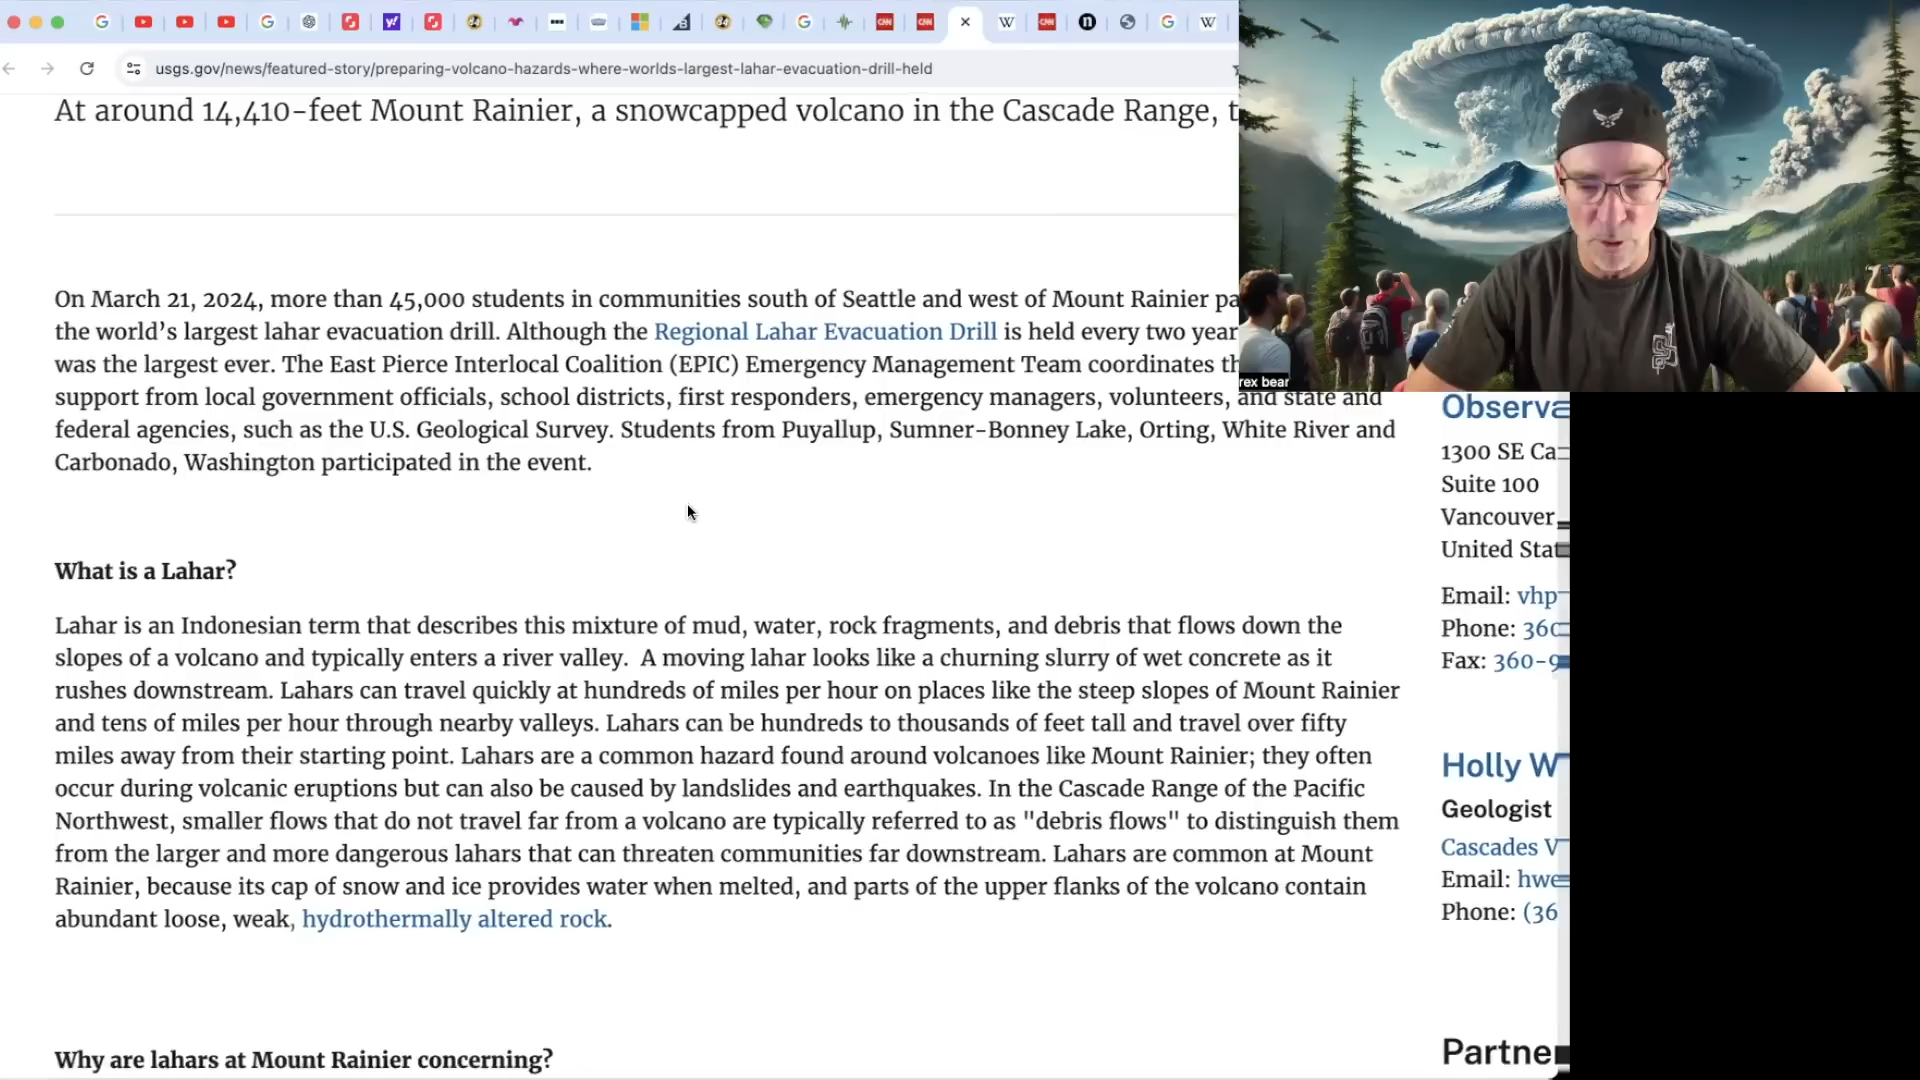 usgs.gov/news/featured-story/preparing-volcano-hazards-where-worlds-largest-lahar-evacuation-drill-held
At around 14,410-feet Mount Rainier, a snowcapped volcano in the Cascade Range, t
On March 21, 2024, more than 45,000 students in communities south of Seattle and west of Mount Rainier pa
the world’s largest lahar evacuation drill. Although the Regional Lahar Evacuation Drill is held every two year
was the largest ever. The East Pierce Interlocal Coalition (EPIC) Emergency Management Team coordinates th
support from local government officials, school districts, first responders, emergency managers, volunteers, and state and
federal agencies, such as the U.S. Geological Survey. Students from Puyallup, Sumner-Bonney Lake, Orting, White River and
Carbonado, Washington participated in the event.
What is a Lahar?
Lahar is an Indonesian term that describes this mixture of mud, water, rock fragments, and debris that flows down the
slopes of a volcano and typically enters a river valley.  A moving lahar looks like a churning slurry of wet concrete as it
rushes downstream. Lahars can travel quickly at hundreds of miles per hour on places like the steep slopes of Mount Rainier
and tens of miles per hour through nearby valleys. Lahars can be hundreds to thousands of feet tall and travel over fifty
miles away from their starting point. Lahars are a common hazard found around volcanoes like Mount Rainier; they often
occur during volcanic eruptions but can also be caused by landslides and earthquakes. In the Cascade Range of the Pacific
Northwest, smaller flows that do not travel far from a volcano are typically referred to as "debris flows" to distinguish them
from the larger and more dangerous lahars that can threaten communities far downstream. Lahars are common at Mount
Rainier, because its cap of snow and ice provides water when melted, and parts of the upper flanks of the volcano contain
abundant loose, weak, hydrothermally altered rock.
Why are lahars at Mount Rainier concerning?
rex bear
Observa
1300 SE Ca
Suite 100
Vancouver,
United Stat
Email: vhp
Phone: 360
Fax: 360-9
Holly W
Geologist
Cascades V
Email: hwe
Phone: (36
Partne